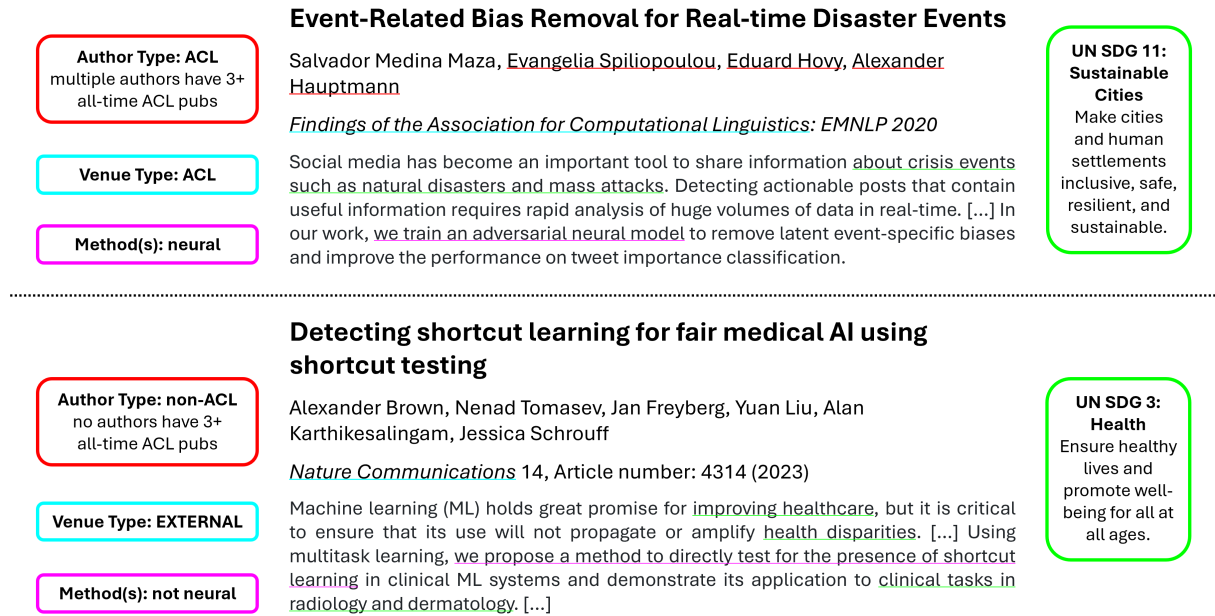 Event-Related Bias Removal for Real-time Disaster Events
Author Type: ACL
multiple authors have 3+
all-time ACL pubs
Venue Type: ACL
Method(s): neural
Salvador Medina Maza, Evangelia Spiliopoulou, Eduard Hovy, Alexander
Hauptmann
Findings of the Association for Computational Linguistics: EMNLP 2020
Social media has become an important tool to share information about crisis events
such as natural disasters and mass attacks. Detecting actionable posts that contain
useful information requires rapid analysis of huge volumes of data in real-time. [...] In
our work, we train an adversarial neural model to remove latent event-specific biases
and improve the performance on tweet importance classification.
UN SDG 11:
Sustainable
Cities
Make cities
and human
settlements
inclusive, safe,
resilient, and
sustainable.
Detecting shortcut learning for fair medical AI using
shortcut testing
Author Type: non-ACL
no authors have 3+
all-time ACL pubs
Venue Type: EXTERNAL
Method(s): not neural
Alexander Brown, Nenad Tomasev, Jan Freyberg, Yuan Liu, Alan
Karthikesalingam, Jessica Schrouff
Nature Communications 14, Article number: 4314 (2023)
Machine learning (ML) holds great promise for improving healthcare, but it is critical
to ensure that its use will not propagate or amplify health disparities. [...] Using
multitask learning, we propose a method to directly test for the presence of shortcut
learning in clinical ML systems and demonstrate its application to clinical tasks in
radiology and dermatology. [...]
UN SDG 3:
Health
Ensure healthy
lives and
promote well-
being for all at
all ages.